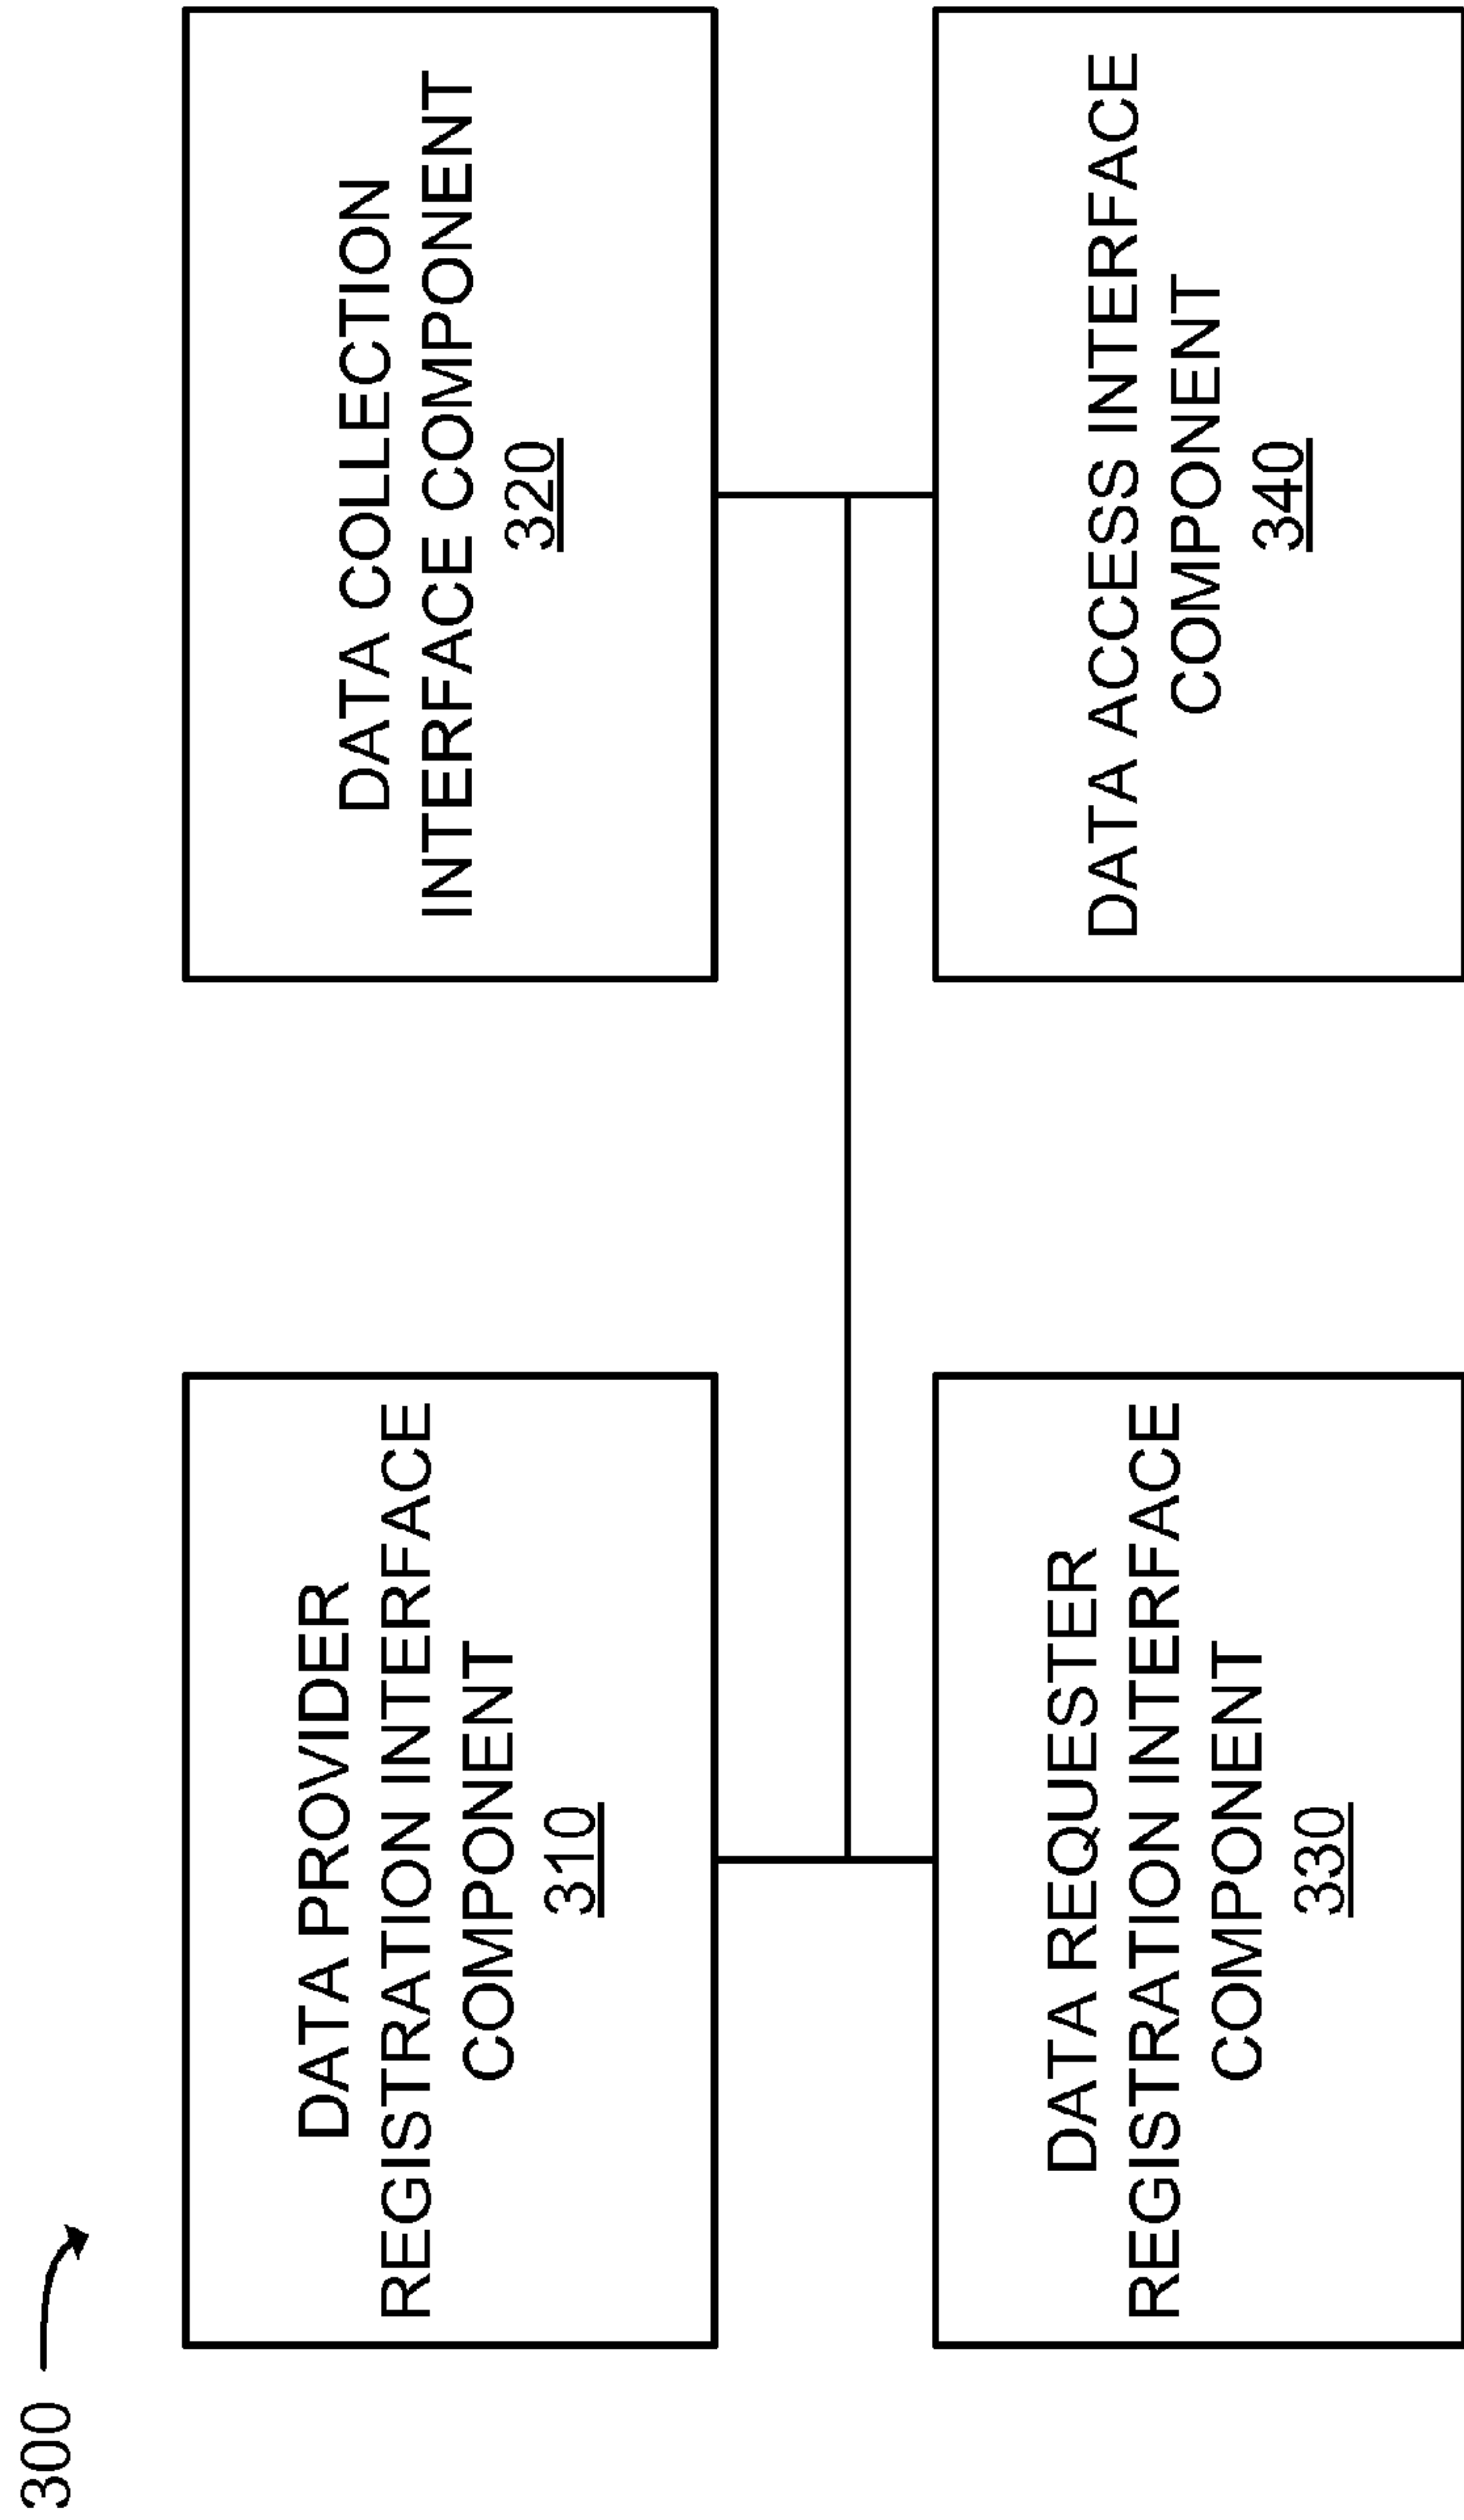 300
DATA PROVIDER
REGISTRATION INTERFACE
COMPONENT
310
DATA COLLECTION
INTERFACE COMPONENT
320
DATA REQUESTER
REGISTRATION INTERFACE
COMPONENT
330
DATA ACCESS INTERFACE
COMPONENT
340